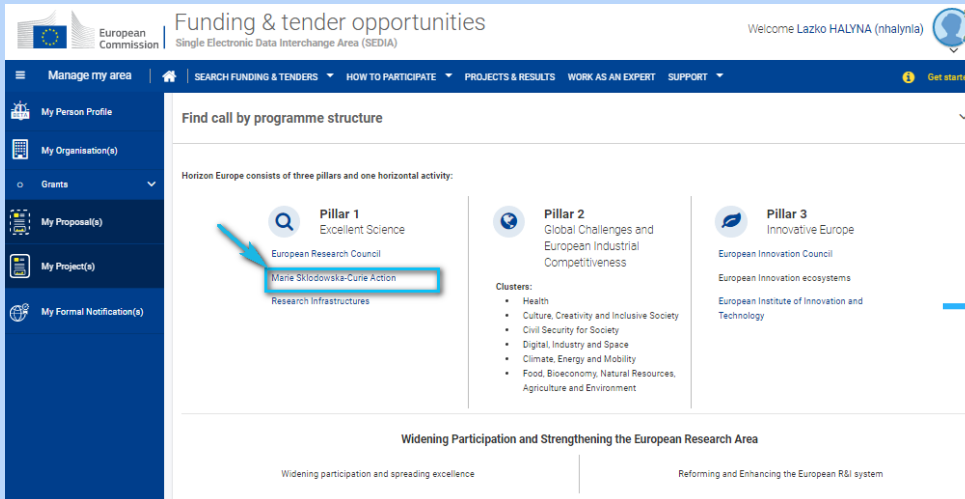 European
Commission
Funding & tender opportunities
Single Electronic Data Interchange Area (SEDIA)
Welcome Lazko HALYNA (nhalynla)
Manage my area
SEARCH FUNDING & TENDERS
HOW TO PARTICIPATE
PROJECTS & RESULTS
WORK AS AN EXPERT
SUPPORT
BETA
My Person Profile
My Organisation(s)
Grants
My Proposal(s)
My Project(s)
My Formal Notification(s)
Find call by programme structure
Horizon Europe consists of three pillars and one horizontal activity:
Pillar 1
Excellent Science
European Research Council
Marie Sklodowska-Curie Action
Research Infrastructures
Pillar 2
Global Challenges and
European Industrial
Competitiveness
Clusters:
• Health
• Culture, Creativity and Inclusive Society
• Civil Security for Society
• Digital, Industry and Space
• Climate, Energy and Mobility
• Food, Bioeconomy, Natural Resources,
Agriculture and Environment
Pillar 3
Innovative Europe
European Innovation Council
European Innovation ecosystems
European Institute of Innovation and
Technology
Widening Participation and Strengthening the European Research Area
Widening participation and spreading excellence
Reforming and Enhancing the European R&I system